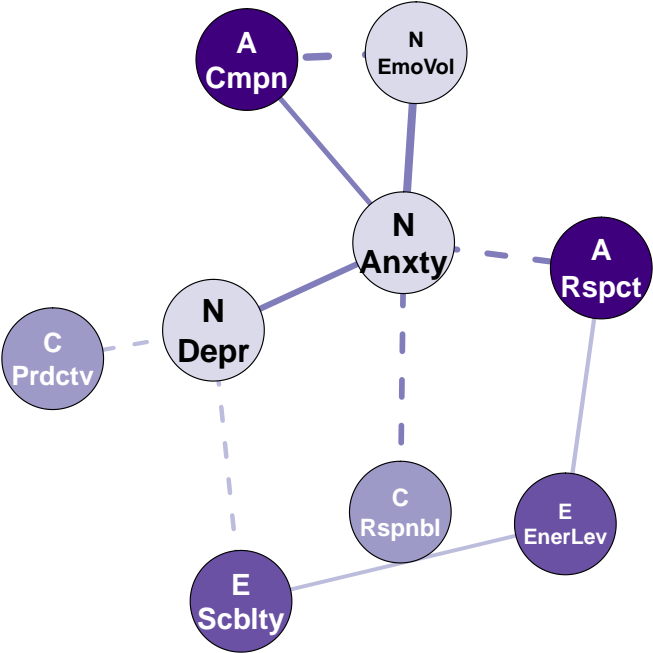 A
Cmpn
N
EmoVol
N
Anxty
A
Rspct
N
Depr
C
Prdctv
C
Rspnbl
E
EnerLev
E
Scblty